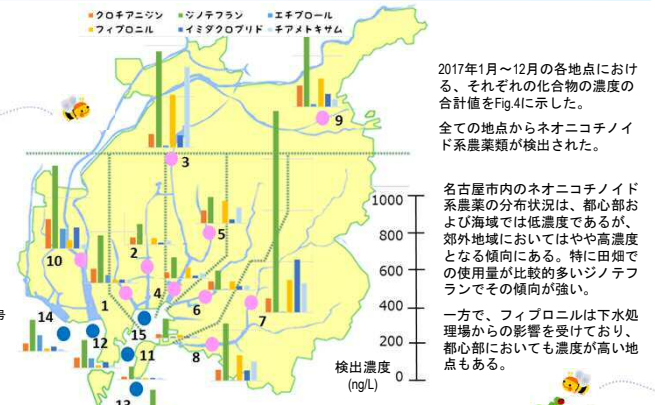 クロチアニジン ジノテフラン エチプロール
フィプロニル イミダクロプリド チアメトキサム
2017年1月～12月の各地点におけ
る、それぞれの化合物の濃度の
合計値をFig.4に示した。
全ての地点からネオニコチノイ
ド系農薬類が検出された。
名古屋市内のネオニコチノイド
系農薬の分布状況は、都心部お
よび海域では低濃度であるが、
郊外地域においてはやや高濃度
となる傾向にある。特に田畑で
の使用量が比較的多いジノテフ
ランでその傾向が強い。
一方で、フィプロニルは下水処
理場からの影響を受けており、
都心部においても濃度が高い地
点もある。
9
3
5
2
10
4
6
1
7
14
12
15
11
8
13
号
1000
800
600
400
200
0
検出濃度
(ng/L)